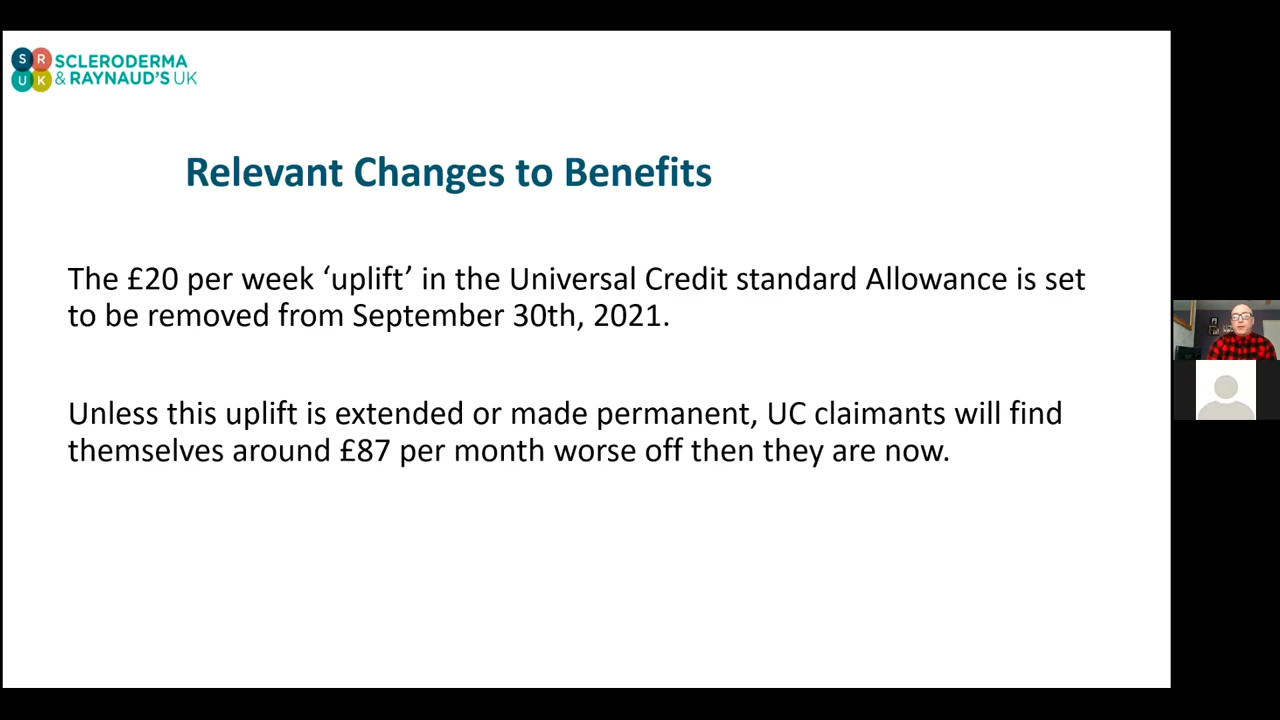 S R
U K
SCLERODERMA
& RAYNAUD'S UK
Relevant Changes to Benefits
The £20 per week ‘uplift’ in the Universal Credit standard Allowance is set
to be removed from September 30th, 2021.
Unless this uplift is extended or made permanent, UC claimants will find
themselves around £87 per month worse off then they are now.